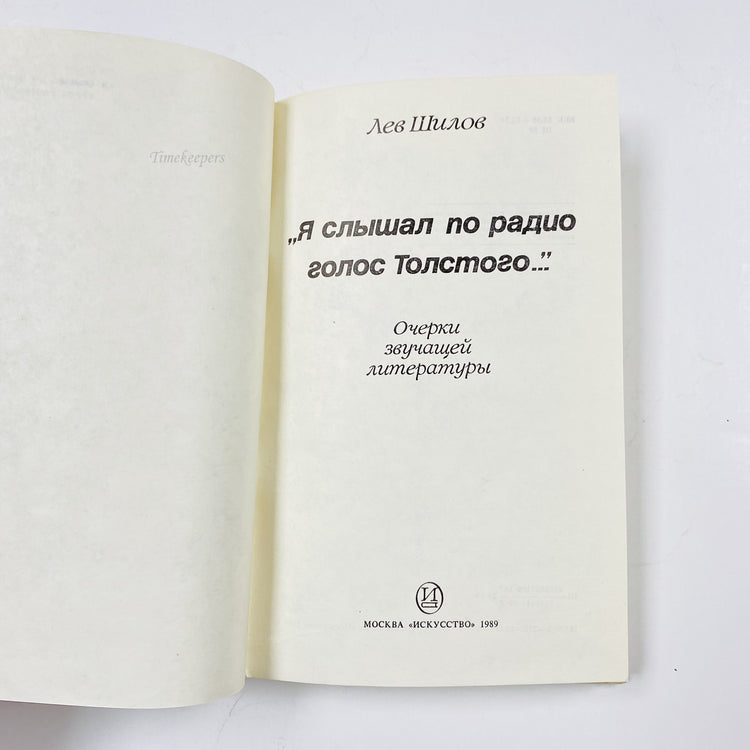 Timekeepers
Лев Шилов
„Я слышал по радио
голос Толстого..."
Очерки
звучащей
литературы
И
МОСКВА «ИСКУССТВО» 1989